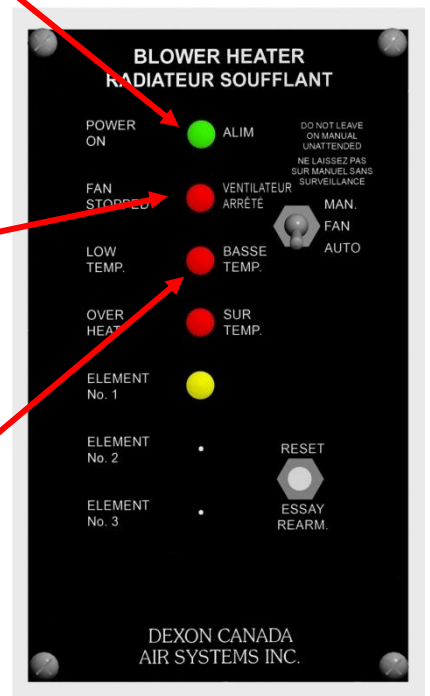 BLOWER HEATER
RADIATEUR SOUFFLANT
POWER
ON
ALIM
DO NOT LEAVE
ON MANUAL
UNATTENDED
NE LAISSEZ PAS
SUR MANUEL SANS
SURVEILLANCE
FAN
STOPPED
VENTILATEUR
ARRÊTÉ
MAN.
FAN
AUTO
LOW
TEMP.
BASSE
TEMP.
OVER
HEAT
SUR
TEMP.
ELEMENT
No. 1
ELEMENT
No. 2
RESET
ELEMENT
No. 3
ESSAY
REARM.
DEXON CANADA
AIR SYSTEMS INC.